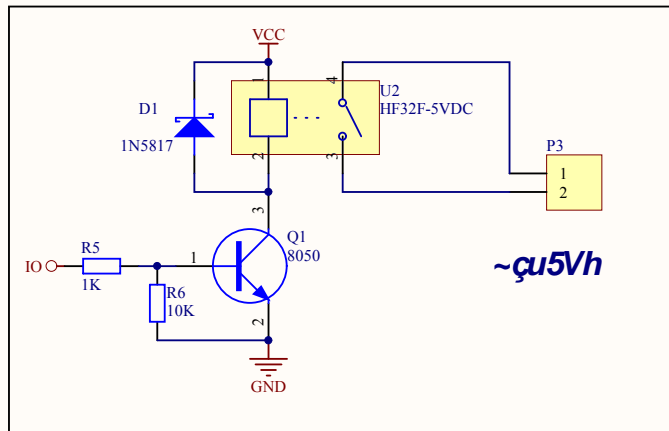 VCC
1
4
U2
HF32F-5VDC
D1
1N5817
2
3
P3
1
2
3
Q1
8050
R5
1
IO
1K
R6
10K
2
GND
~çu5Vh